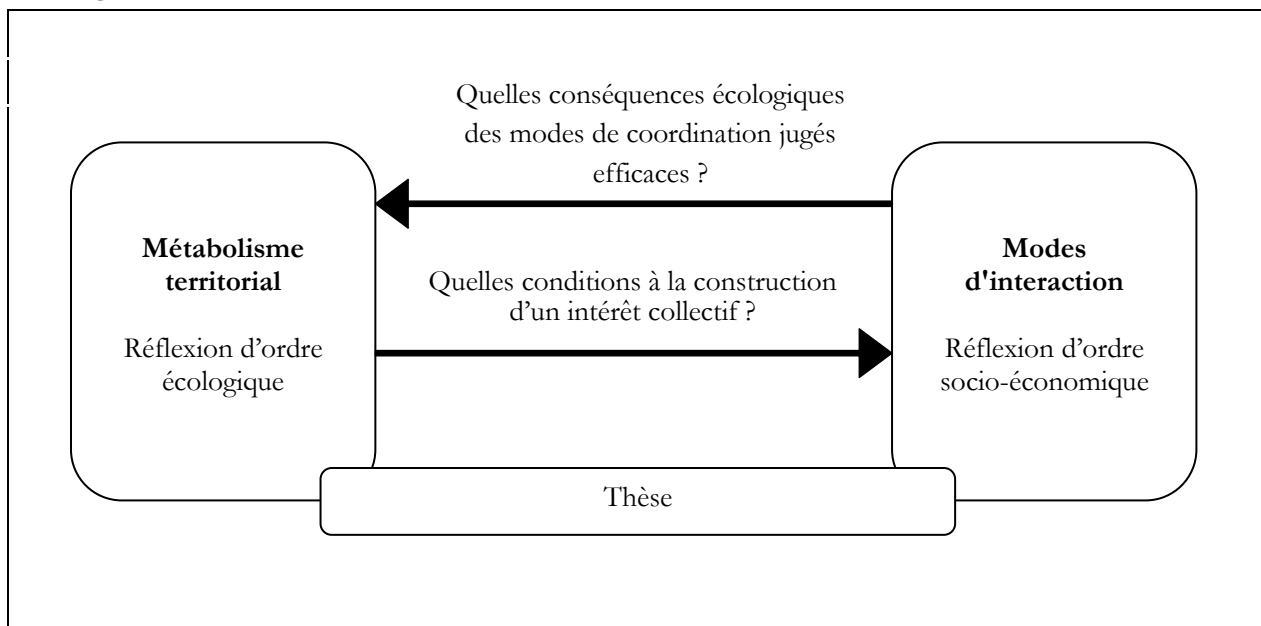 Quelles conséquences écologiques
des modes de coordination jugés
efficaces ?
Métabolisme
territorial
Réflexion d’ordre
écologique
Quelles conditions à la construction
d’un intérêt collectif ?
Modes
d'interaction
Réflexion d’ordre
socio-économique
Thèse